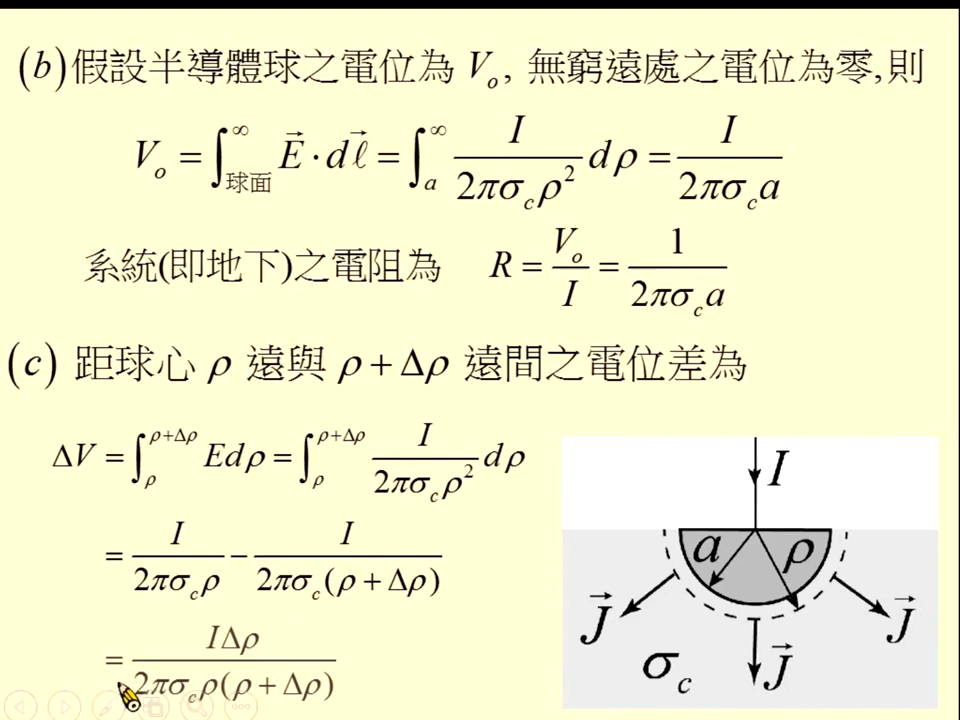 (b) 假設半導體球之電位為 V_o, 無窮遠處之電位為零,則
V_o = ∫_球面^∞ E⃗ · dℓ⃗ = ∫_a^∞ I / (2πσ_c ρ²) dρ = I / (2πσ_c a)
系統(即地下)之電阻為 R = V_o / I = 1 / (2πσ_c a)
(c) 距球心 ρ 遠與 ρ + Δρ 遠間之電位差為
ΔV = ∫_ρ^{ρ+Δρ} Edρ = ∫_ρ^{ρ+Δρ} I / (2πσ_c ρ²) dρ
= I / (2πσ_c ρ) − I / (2πσ_c (ρ + Δρ))
= IΔρ / (2πσ_c ρ(ρ + Δρ))
I
a ρ
J⃗ J⃗ J⃗
σ_c